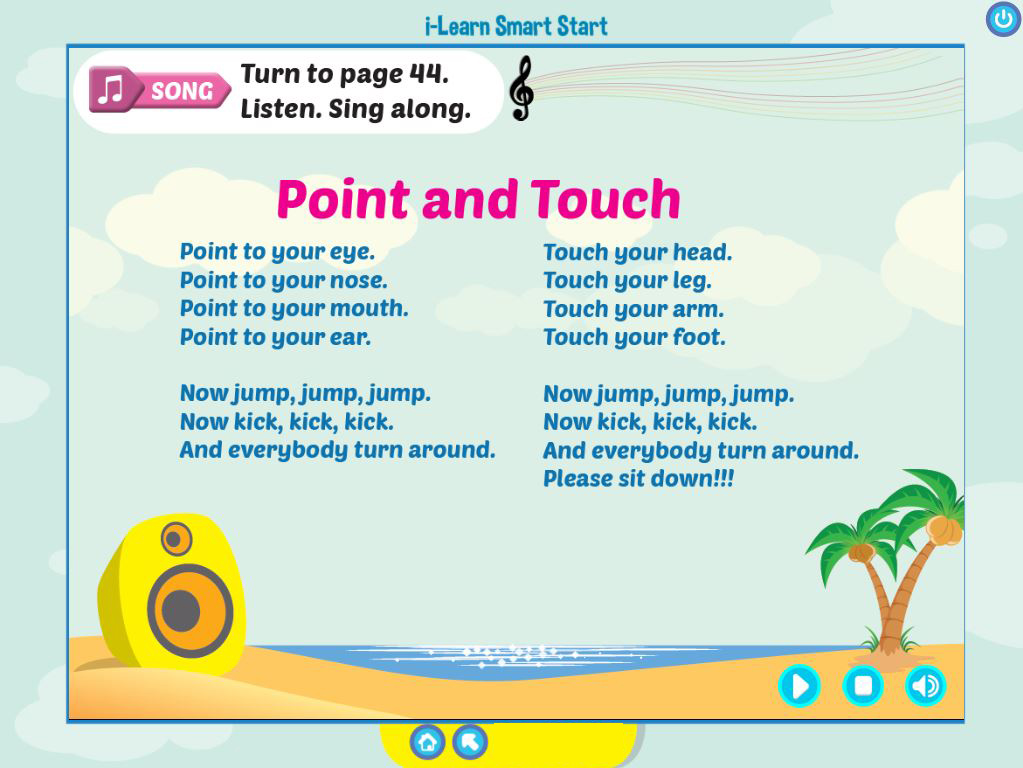 i-Learn Smart Start
SONG
Turn to page 44.
Listen. Sing along.
Point and Touch
Point to your eye.
Point to your nose.
Point to your mouth.
Point to your ear.
Now jump, jump, jump.
Now kick, kick, kick.
And everybody turn around.
Touch your head.
Touch your leg.
Touch your arm.
Touch your foot.
Now jump, jump, jump.
Now kick, kick, kick.
And everybody turn around.
Please sit down!!!